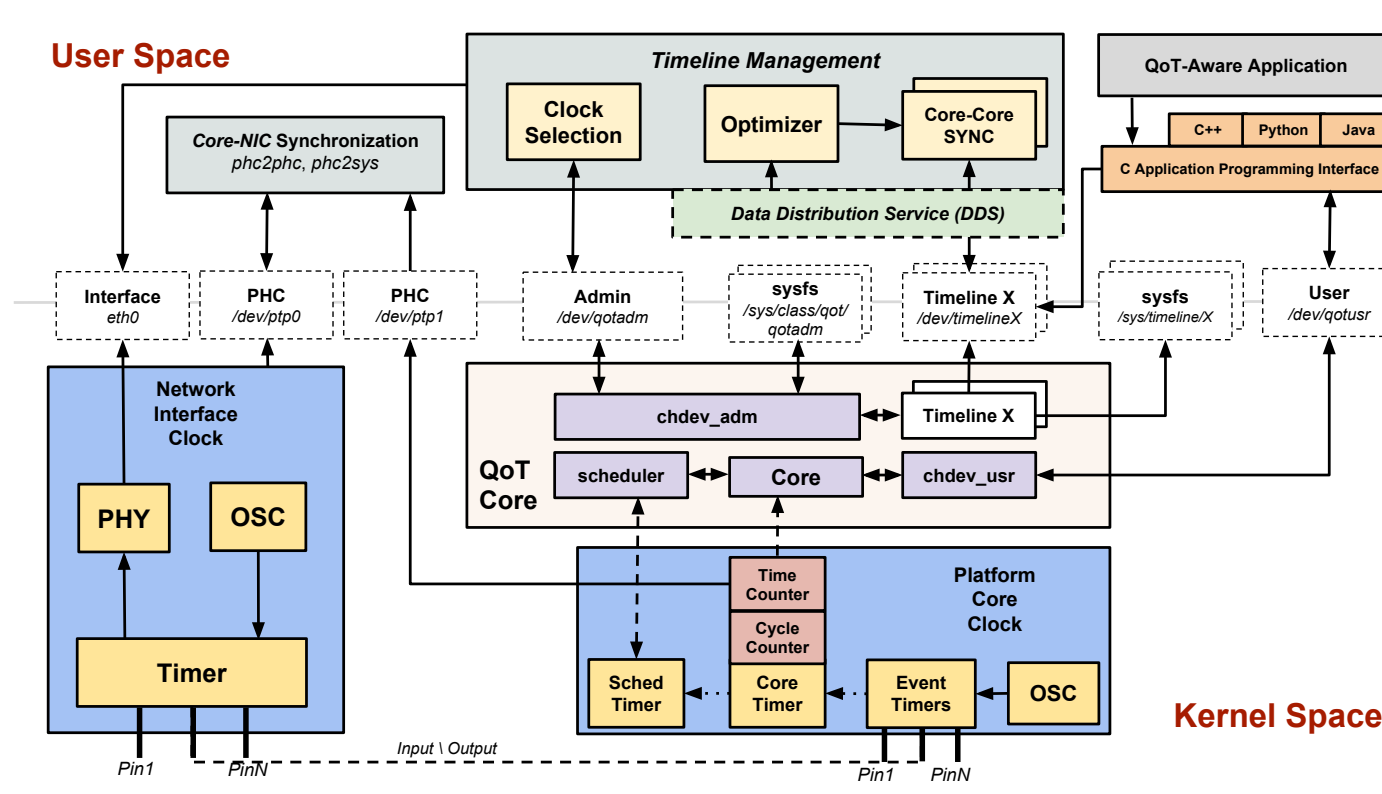 User Space
Timeline Management
QoT-Aware Application
Clock
Selection
Optimizer
Core-Core
SYNC
C++
Python
Java
Core-NIC Synchronization
phc2phc, phc2sys
C Application Programming Interface
Data Distribution Service (DDS)
Interface
eth0
PHC
/dev/ptp0
PHC
/dev/ptp1
Admin
/dev/qotadm
sysfs
/sys/class/qot/
qotadm
Timeline X
/dev/timelineX
sysfs
/sys/timeline/X
User
/dev/qotusr
Network
Interface
Clock
chdev_adm
Timeline X
QoT
Core
scheduler
Core
chdev_usr
PHY
OSC
Time
Counter
Platform
Core
Clock
Cycle
Counter
Timer
Sched
Timer
Core
Timer
Event
Timers
OSC
Kernel Space
Input \ Output
Pin1
PinN
Pin1
PinN